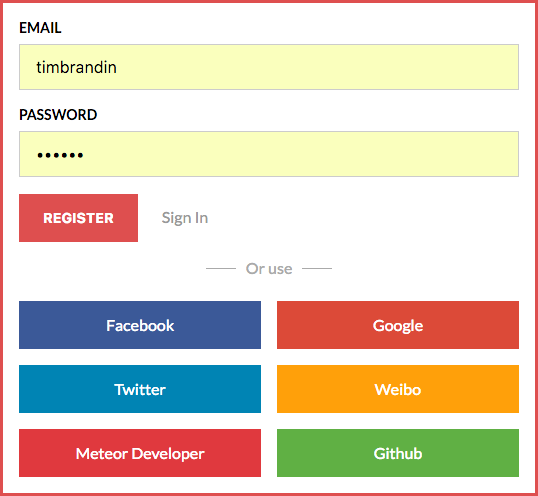 EMAIL
timbrandin
PASSWORD
••••••
REGISTER Sign In
Or use
Facebook Google
Twitter Weibo
Meteor Developer Github